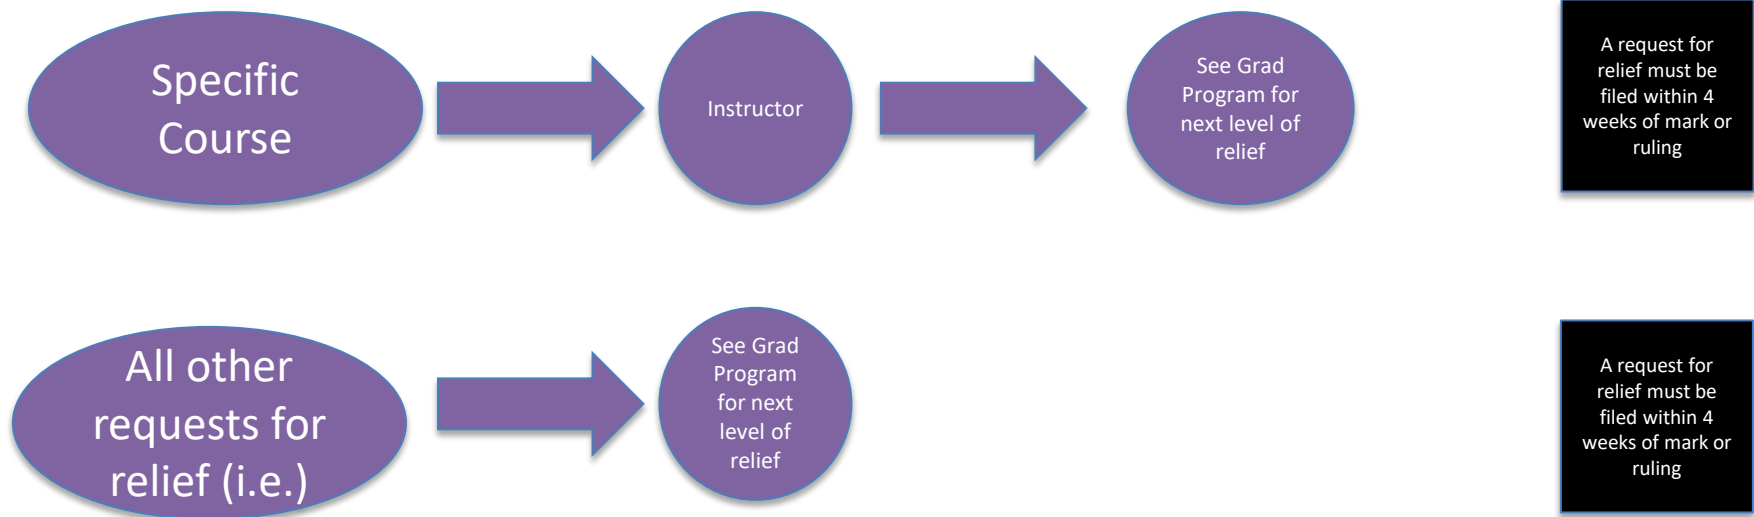 Specific
Course
Instructor
See Grad
Program for
next level of
relief
A request for
relief must be
filed within 4
weeks of mark or
ruling
All other
requests for
relief (i.e.)
See Grad
Program
for next
level of
relief
A request for
relief must be
filed within 4
weeks of mark or
ruling